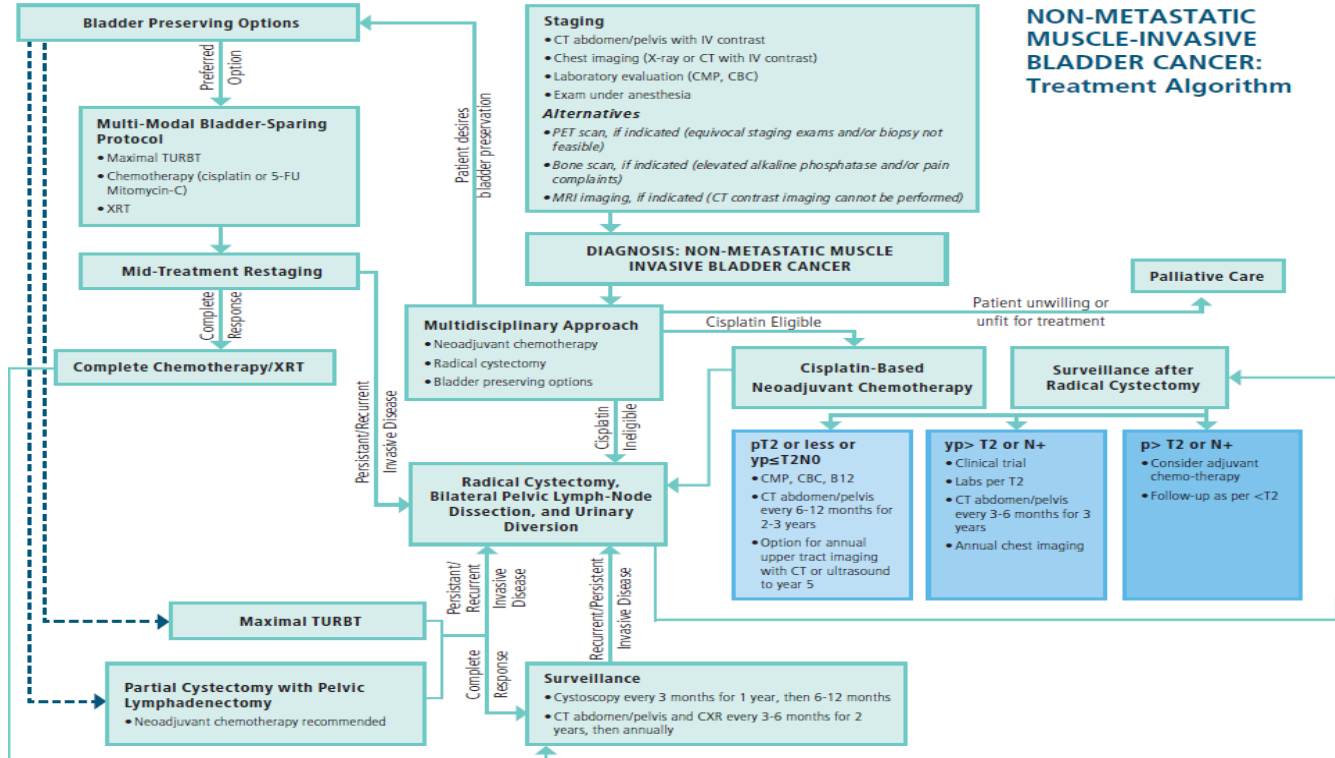 NON-METASTATIC
MUSCLE-INVASIVE
BLADDER CANCER:
Treatment Algorithm
Bladder Preserving Options
Preferred
Option
Multi-Modal Bladder-Sparing
Protocol
• Maximal TURBT
• Chemotherapy (cisplatin or 5-FU
Mitomycin-C)
• XRT
Mid-Treatment Restaging
Complete
Response
Complete Chemotherapy/XRT
Patient desires
bladder preservation
Persistant/Recurrent
Invasive Disease
Staging
• CT abdomen/pelvis with IV contrast
• Chest imaging (X-ray or CT with IV contrast)
• Laboratory evaluation (CMP, CBC)
• Exam under anesthesia
Alternatives
• PET scan, if indicated (equivocal staging exams and/or biopsy not
feasible)
• Bone scan, if indicated (elevated alkaline phosphatase and/or pain
complaints)
• MRI imaging, if indicated (CT contrast imaging cannot be performed)
DIAGNOSIS: NON-METASTATIC MUSCLE
INVASIVE BLADDER CANCER
Multidisciplinary Approach
• Neoadjuvant chemotherapy
• Radical cystectomy
• Bladder preserving options
Patient unwilling or
unfit for treatment
Palliative Care
Cisplatin Eligible
Cisplatin-Based
Neoadjuvant Chemotherapy
Cisplatin
Ineligible
Surveillance after
Radical Cystectomy
pT2 or less or
yp≤T2N0
• CMP, CBC, B12
• CT abdomen/pelvis
every 6-12 months for
2-3 years
• Option for annual
upper tract imaging
with CT or ultrasound
to year 5
yp> T2 or N+
• Clinical trial
• Labs per T2
• CT abdomen/pelvis
every 3-6 months for 3
years
• Annual chest imaging
p> T2 or N+
• Consider adjuvant
chemo-therapy
• Follow-up as per <T2
Radical Cystectomy,
Bilateral Pelvic Lymph-Node
Dissection, and Urinary
Diversion
Maximal TURBT
Partial Cystectomy with Pelvic
Lymphadenectomy
• Neoadjuvant chemotherapy recommended
Persistant/
Recurrent
Invasive
Disease
Complete
Response
Recurrent/Persistent
Invasive Disease
Surveillance
• Cystoscopy every 3 months for 1 year, then 6-12 months
• CT abdomen/pelvis and CXR every 3-6 months for 2
years, then annually